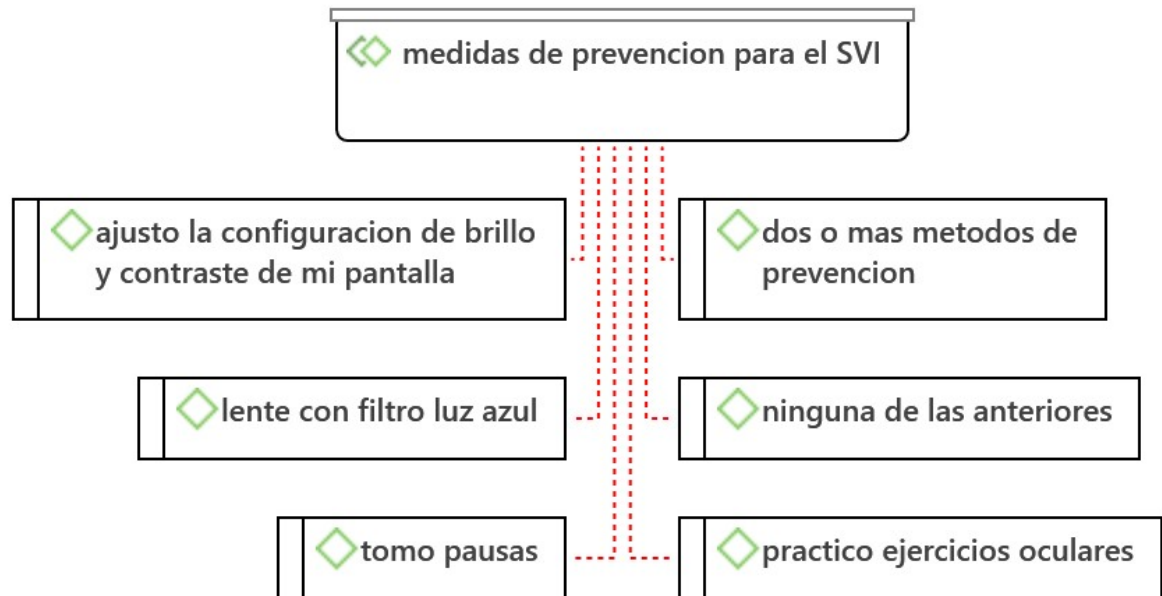 medidas de prevencion para el SVI
ajusto la configuracion de brillo
y contraste de mi pantalla
dos o mas metodos de
prevencion
lente con filtro luz azul
ninguna de las anteriores
tomo pausas
practico ejercicios oculares